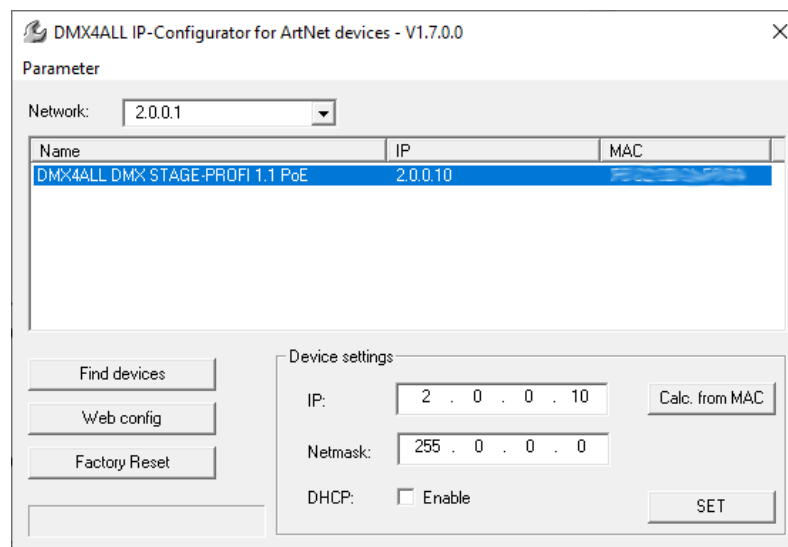 DMX4ALL IP-Configurator for ArtNet devices - V1.7.0.0
Parameter
Network: 2.0.0.1
Name IP MAC
DMX4ALL DMX STAGE-PROFI 1.1 PoE 2.0.0.10
Device settings
Find devices
IP: 2 . 0 . 0 . 10 Calc. from MAC
Web config
Netmask: 255 . 0 . 0 . 0
Factory Reset
DHCP: Enable
SET